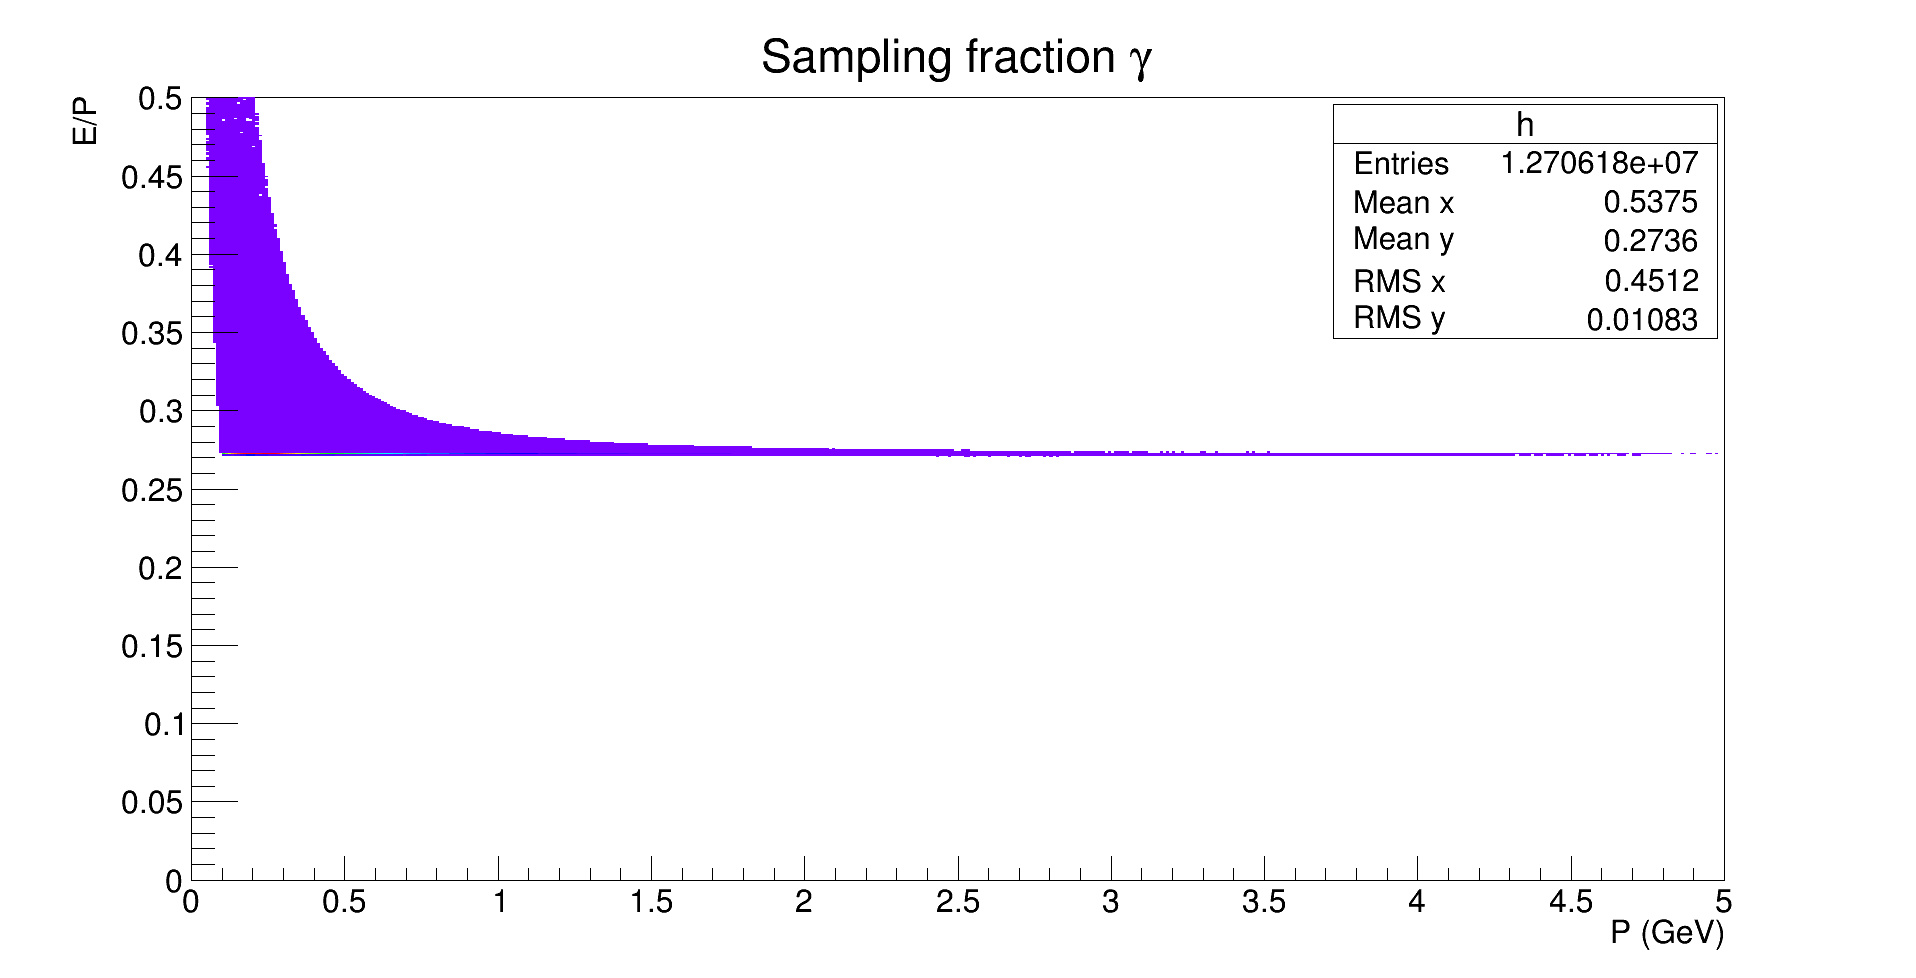 Sampling fraction γ
E/P
0.5
0.45
0.4
0.35
0.3
0.25
0.2
0.15
0.1
0.05
0
h
Entries 1.270618e+07
Mean x 0.5375
Mean y 0.2736
RMS x 0.4512
RMS y 0.01083
0 0.5 1 1.5 2 2.5 3 3.5 4 4.5 5
P (GeV)